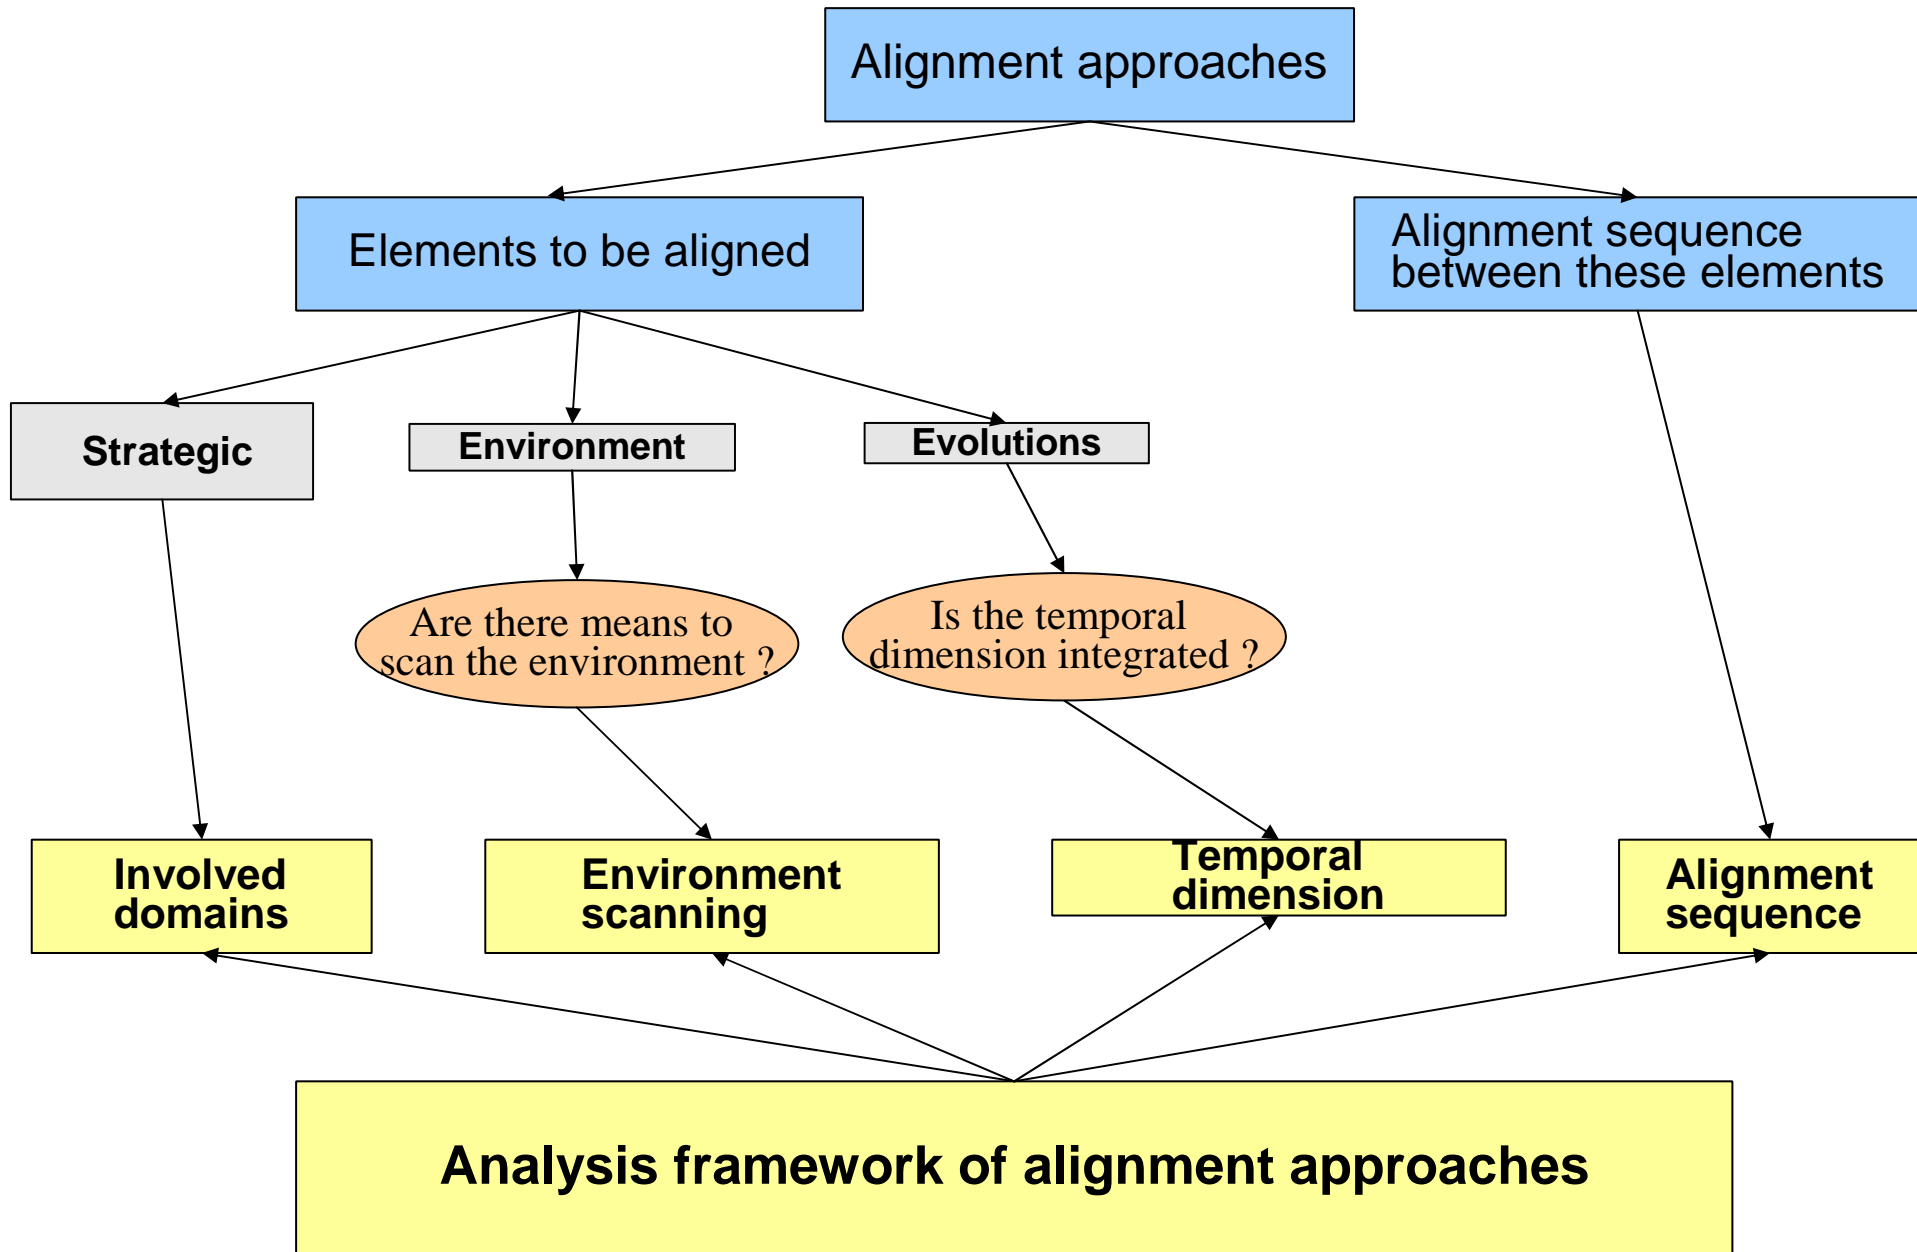 Alignment approaches
Elements to be aligned
Alignment sequence
between these elements
Strategic
Environment
Evolutions
Are there means to
scan the environment ?
Is the temporal
dimension integrated ?
Involved
domains
Environment
scanning
Temporal
dimension
Alignment
sequence
Analysis framework of alignment approaches